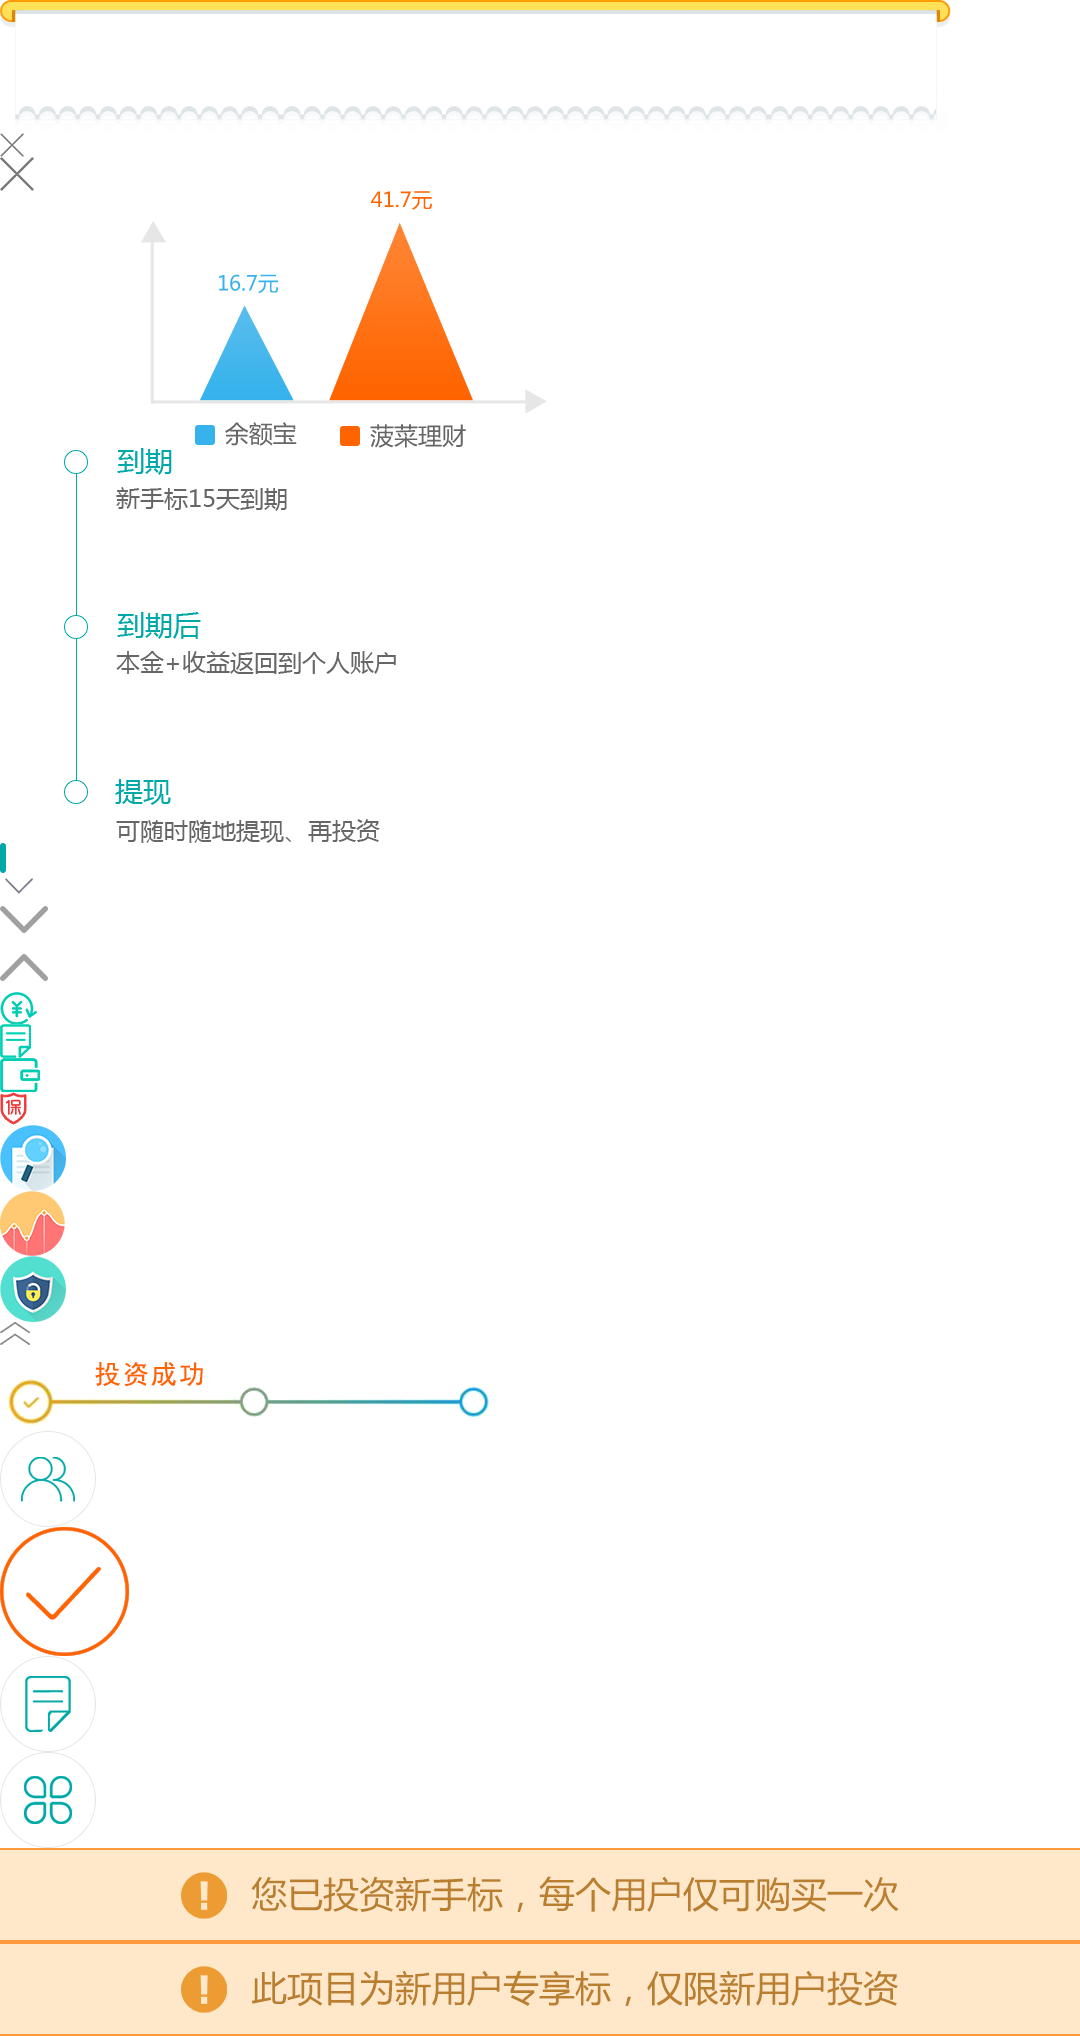 41.7元
16.7元
余额宝 菠菜理财
到期
新手标15天到期
到期后
本金+收益返回到个人账户
提现
可随时随地提现、再投资
¥
保
投资成功
您已投资新手标，每个用户仅可购买一次
此项目为新用户专享标，仅限新用户投资